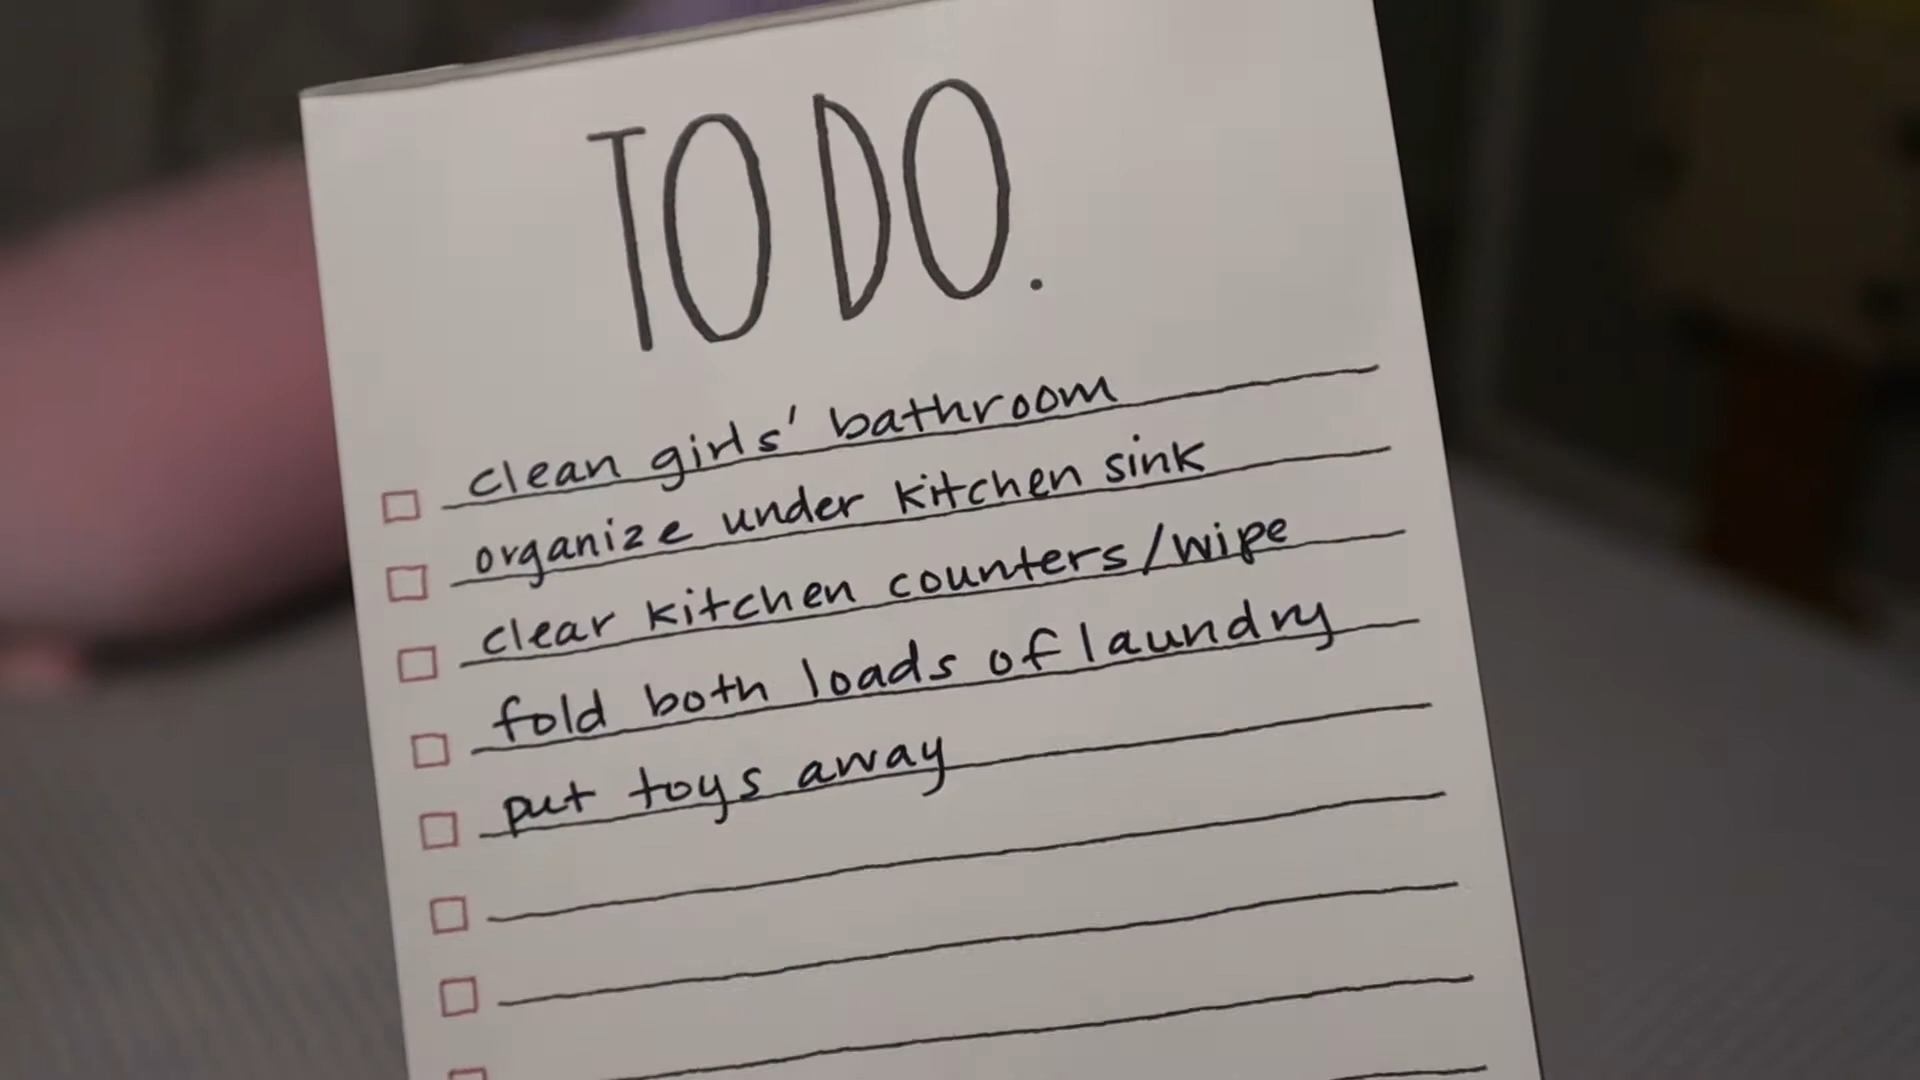 TO DO.
clean girls' bathroom
organize under kitchen sink
clear kitchen counters/wipe
fold both loads of laundry
put toys away